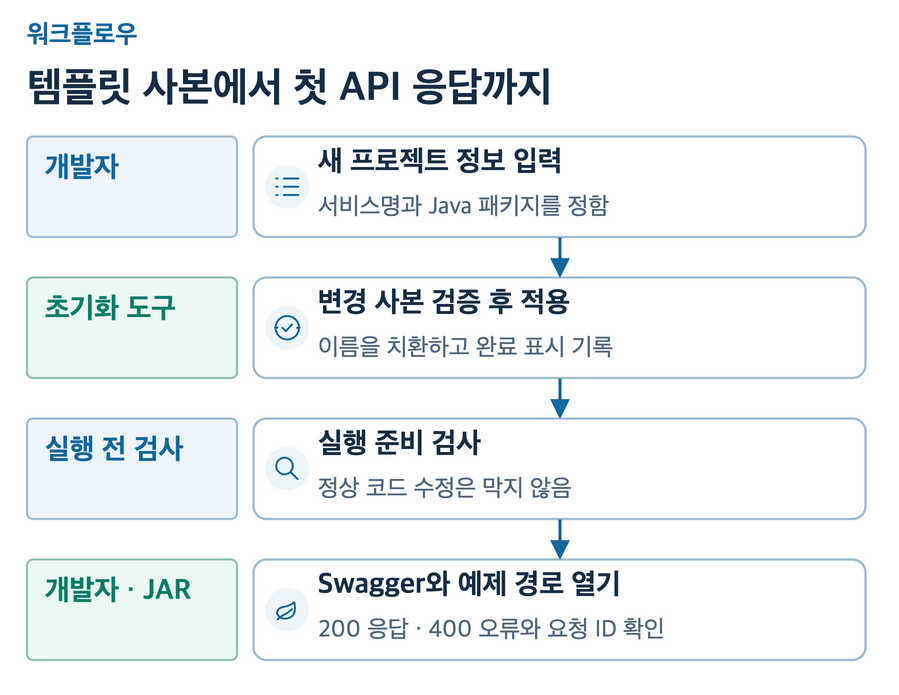 워크플로우
템플릿 사본에서 첫 API 응답까지
개발자
새 프로젝트 정보 입력
서비스명과 Java 패키지를 정함
초기화 도구
변경 사본 검증 후 적용
이름을 치환하고 완료 표시 기록
실행 전 검사
실행 준비 검사
정상 코드 수정은 막지 않음
개발자 · JAR
Swagger와 예제 경로 열기
200 응답 · 400 오류와 요청 ID 확인